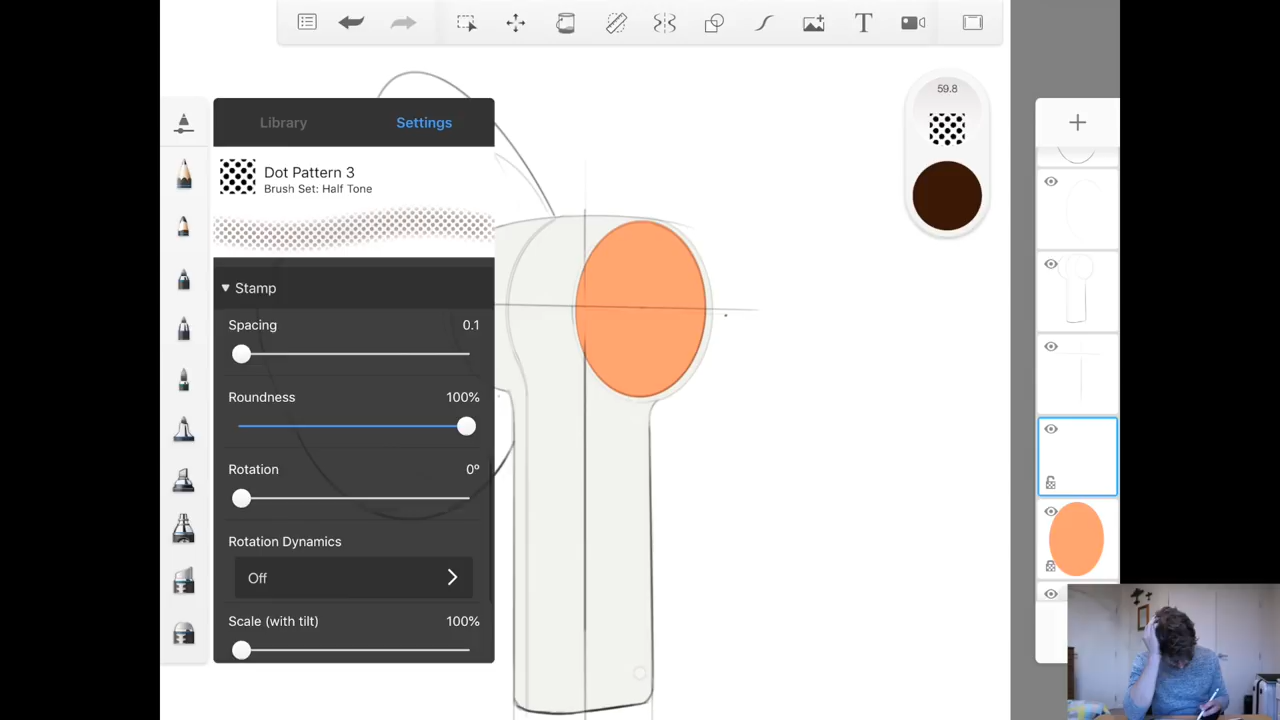 T
59.8
Library
Settings
Dot Pattern 3
Brush Set: Half Tone
Stamp
Spacing 0.1
Roundness 100%
Rotation 0º
Rotation Dynamics
Off
Scale (with tilt) 100%